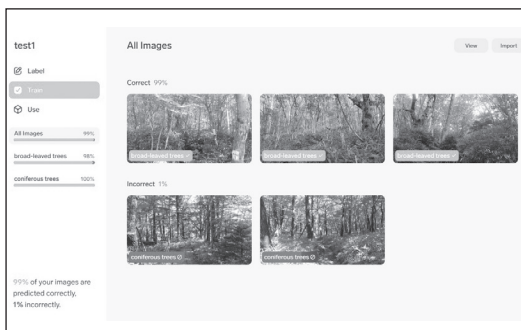 test1
All Images
View
Import
Label
Train
Use
All Images 99%
broad-leaved trees 98%
coniferous trees 100%
Correct 99%
broad-leaved trees ✓
broad-leaved trees ✓
broad-leaved trees ✓
Incorrect 1%
coniferous trees ∅
coniferous trees ∅
99% of your images are
predicted correctly,
1% incorrectly.